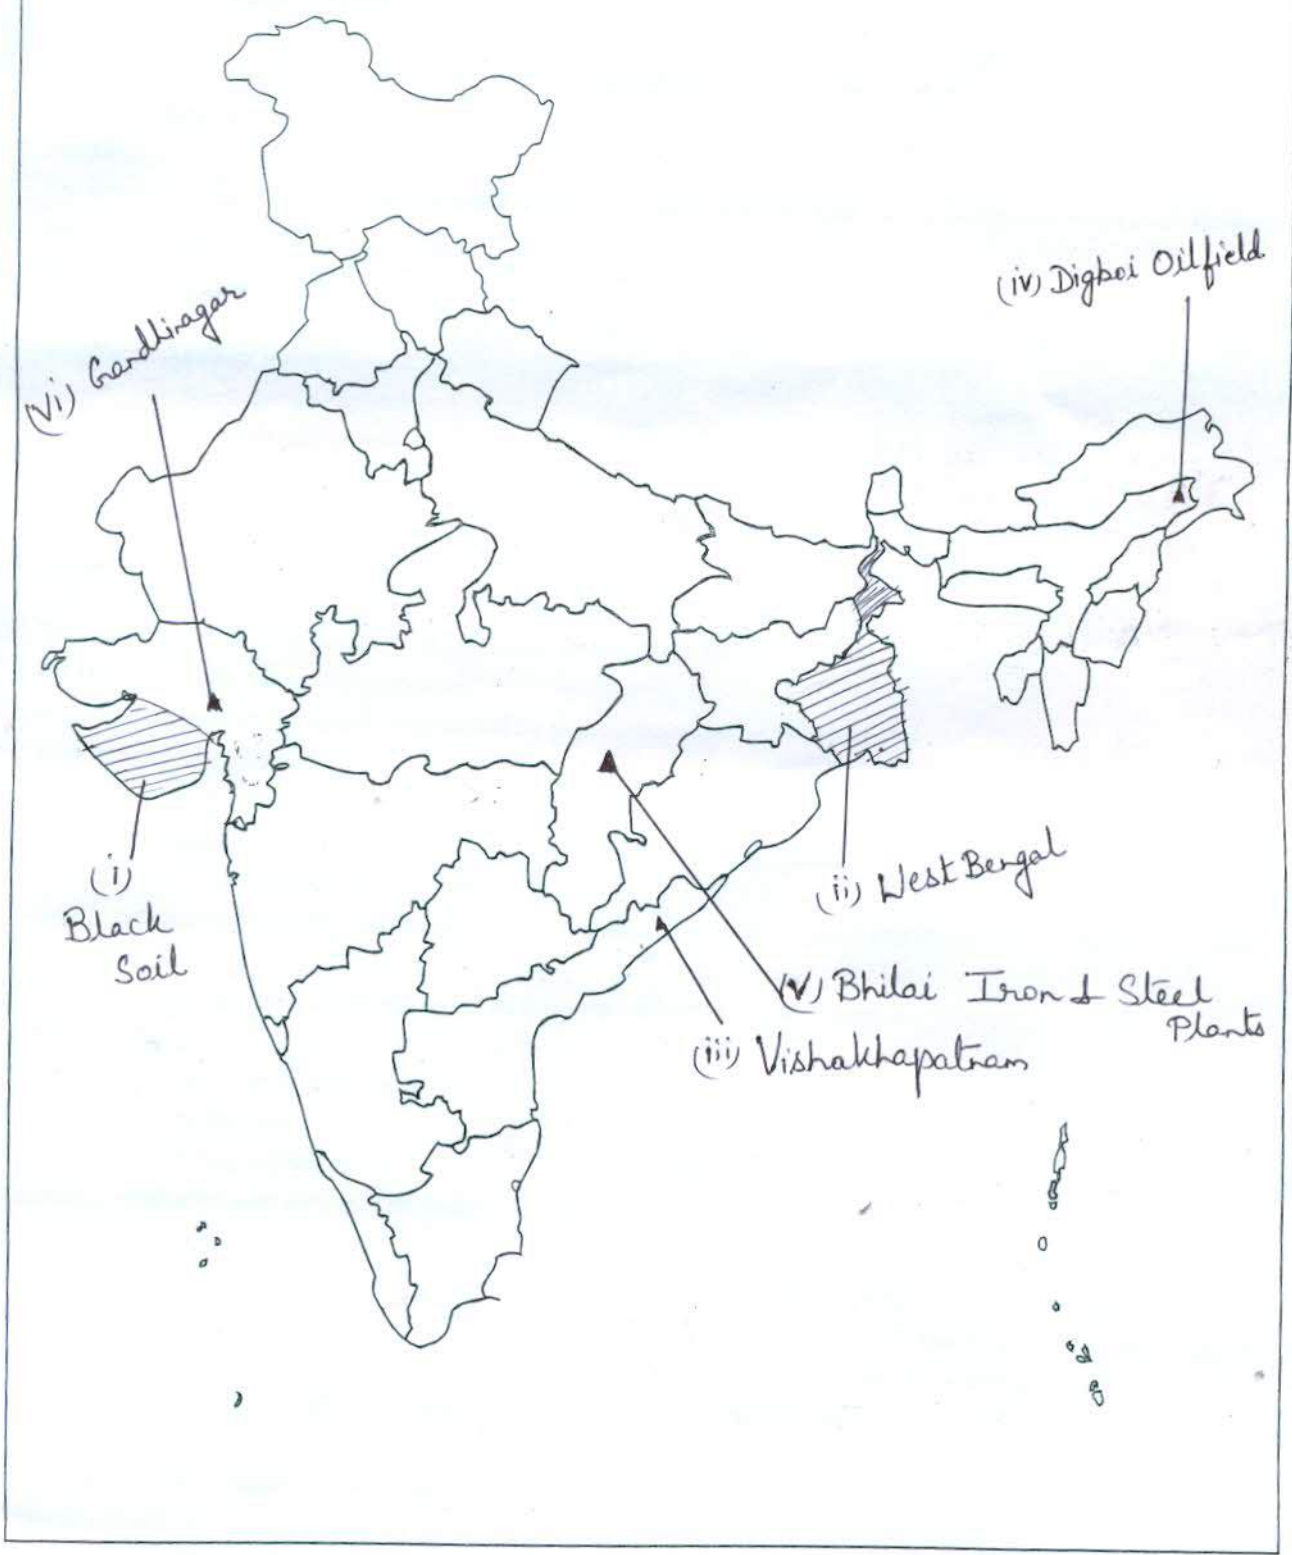 (iv) Digboi Oilfield
(vi) Gandhinagar
(ii) West Bengal
(i)
Black
Soil
(v) Bhilai Iron & Steel
Plants
(iii) Vishakhapatnam